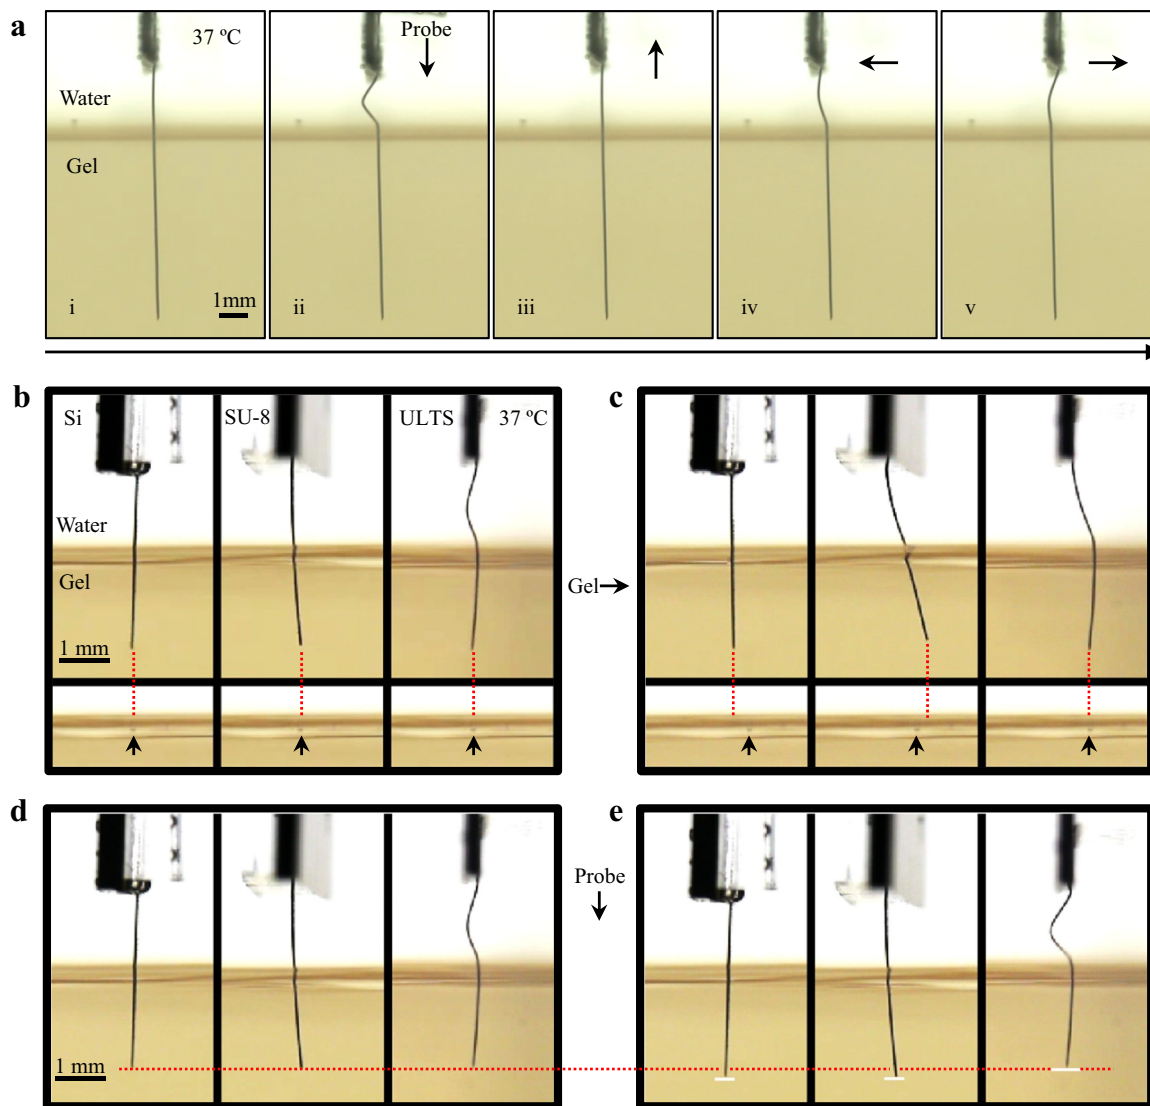 a
37 ºC
Probe
Water
Gel
i
1mm
ii
iii
iv
v
b
Si
SU-8
ULTS
37 ºC
c
Water
Gel
Gel
1 mm
d
e
Probe
1 mm